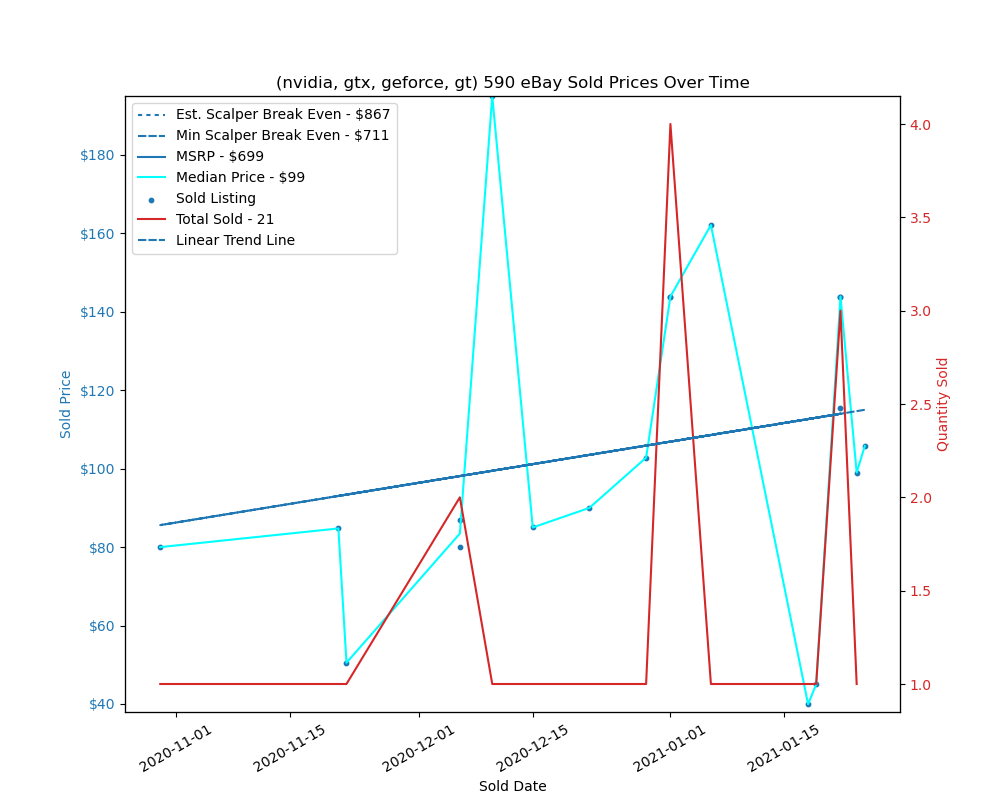 (nvidia, gtx, geforce, gt) 590 eBay Sold Prices Over Time
Est. Scalper Break Even - $867
Min Scalper Break Even - $711
MSRP - $699
Median Price - $99
Sold Listing
Total Sold - 21
Linear Trend Line
$180
$160
$140
$120
$100
$80
$60
$40
Sold Price
4.0
3.5
3.0
2.5
2.0
1.5
1.0
Quantity Sold
2020-11-01
2020-11-15
2020-12-01
2020-12-15
2021-01-01
2021-01-15
Sold Date